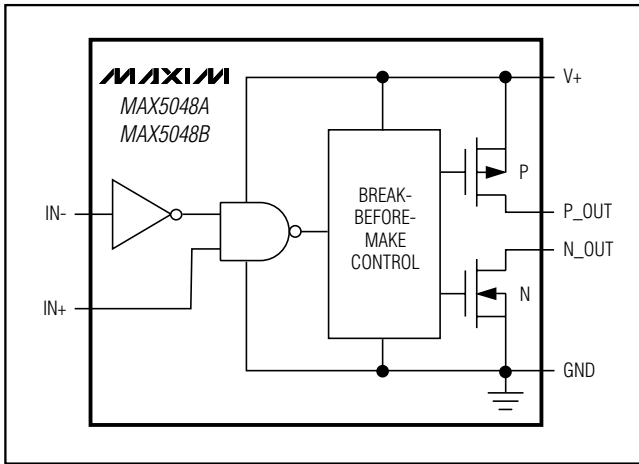 MAXIM
MAX5048A
MAX5048B
IN-
IN+
BREAK-
BEFORE-
MAKE
CONTROL
P
N
V+
P_OUT
N_OUT
GND